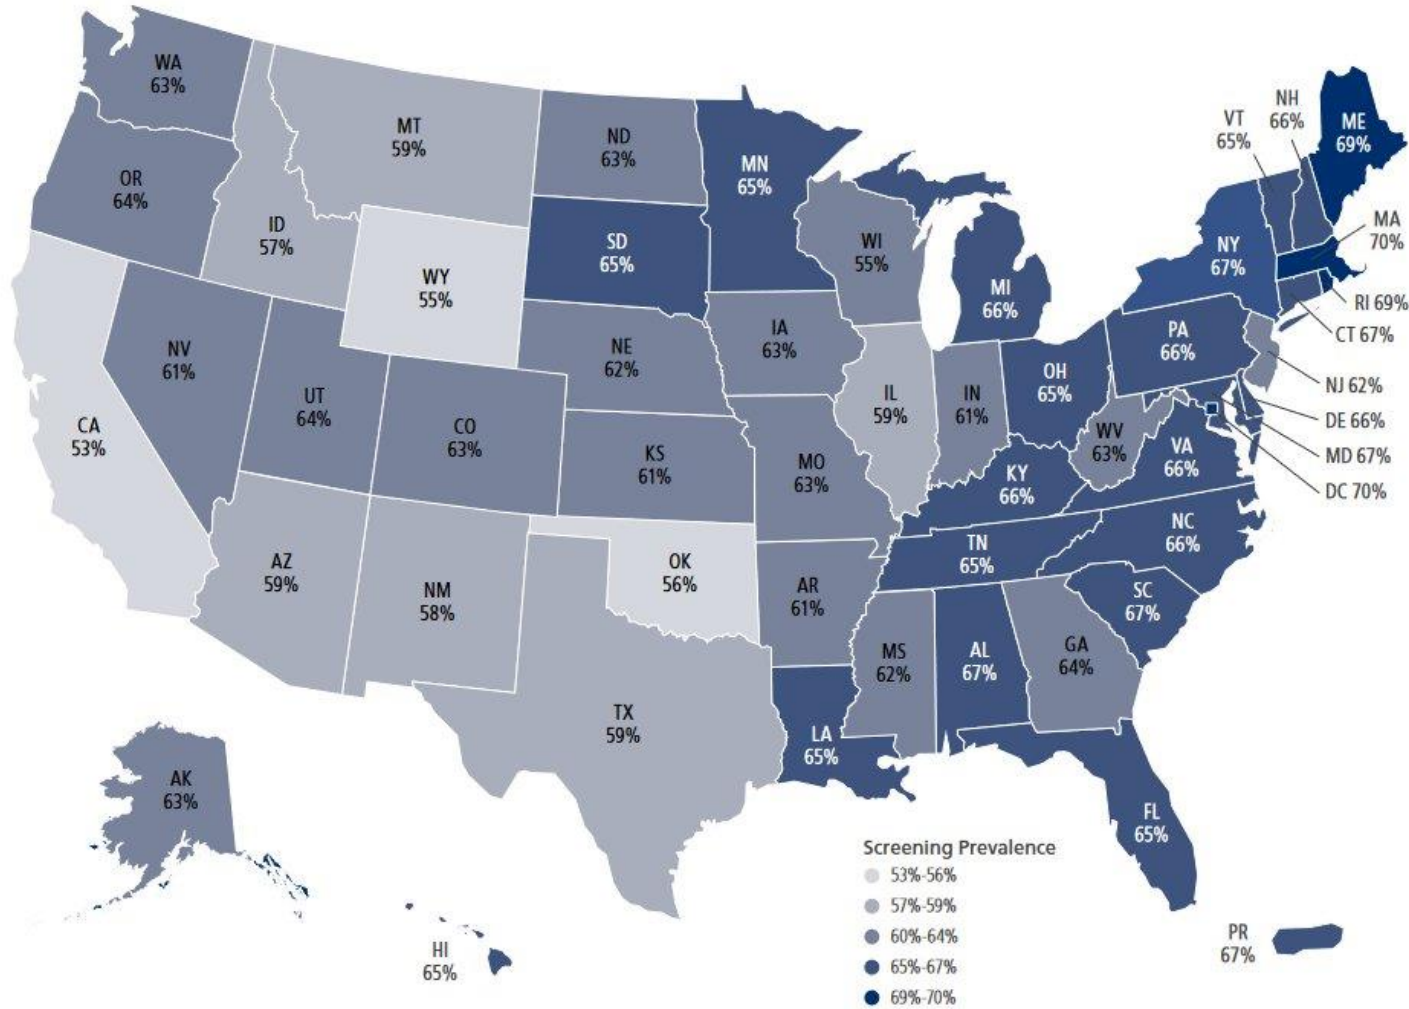 WA
63%
OR
64%
ID
57%
MT
59%
ND
63%
MN
65%
SD
65%
WY
55%
WI
55%
MI
66%
VT
65%
NH
66%
ME
69%
MA
70%
NY
67%
RI 69%
CT 67%
PA
66%
NJ 62%
DE 66%
MD 67%
DC 70%
NV
61%
UT
64%
CO
63%
NE
62%
IA
63%
IL
59%
IN
61%
OH
65%
WV
63%
VA
66%
CA
53%
KS
61%
MO
63%
KY
66%
NC
66%
TN
65%
SC
67%
AZ
59%
NM
58%
OK
56%
AR
61%
MS
62%
AL
67%
GA
64%
TX
59%
LA
65%
FL
65%
AK
63%
HI
65%
PR
67%
Screening Prevalence
53%-56%
57%-59%
60%-64%
65%-67%
69%-70%